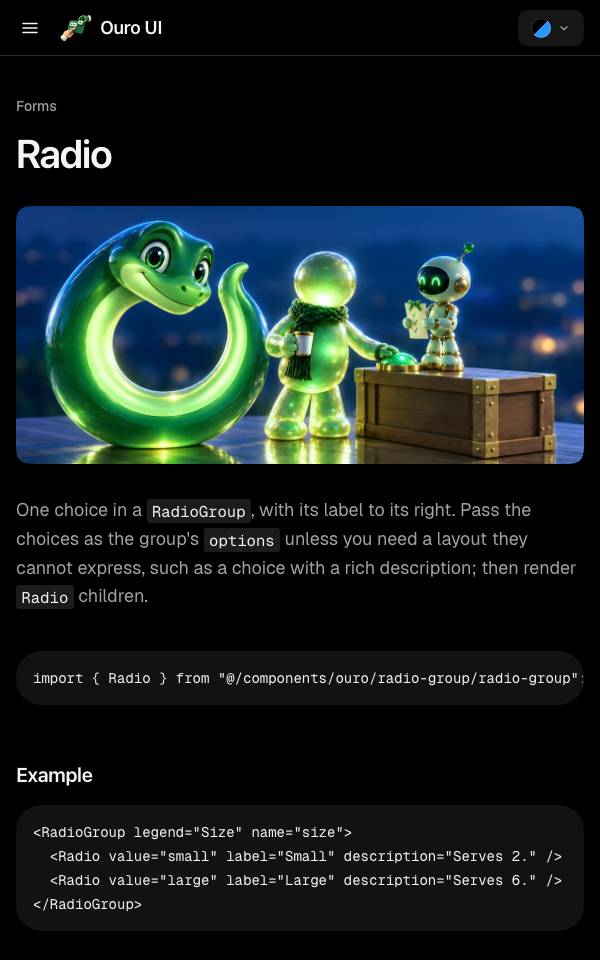 Ouro UI
Forms
Radio
One choice in a RadioGroup, with its label to its right. Pass the
choices as the group's options unless you need a layout they
cannot express, such as a choice with a rich description; then render
Radio children.
import { Radio } from "@/components/ouro/radio-group/radio-group";
Example
<RadioGroup legend="Size" name="size">
  <Radio value="small" label="Small" description="Serves 2." />
  <Radio value="large" label="Large" description="Serves 6." />
</RadioGroup>